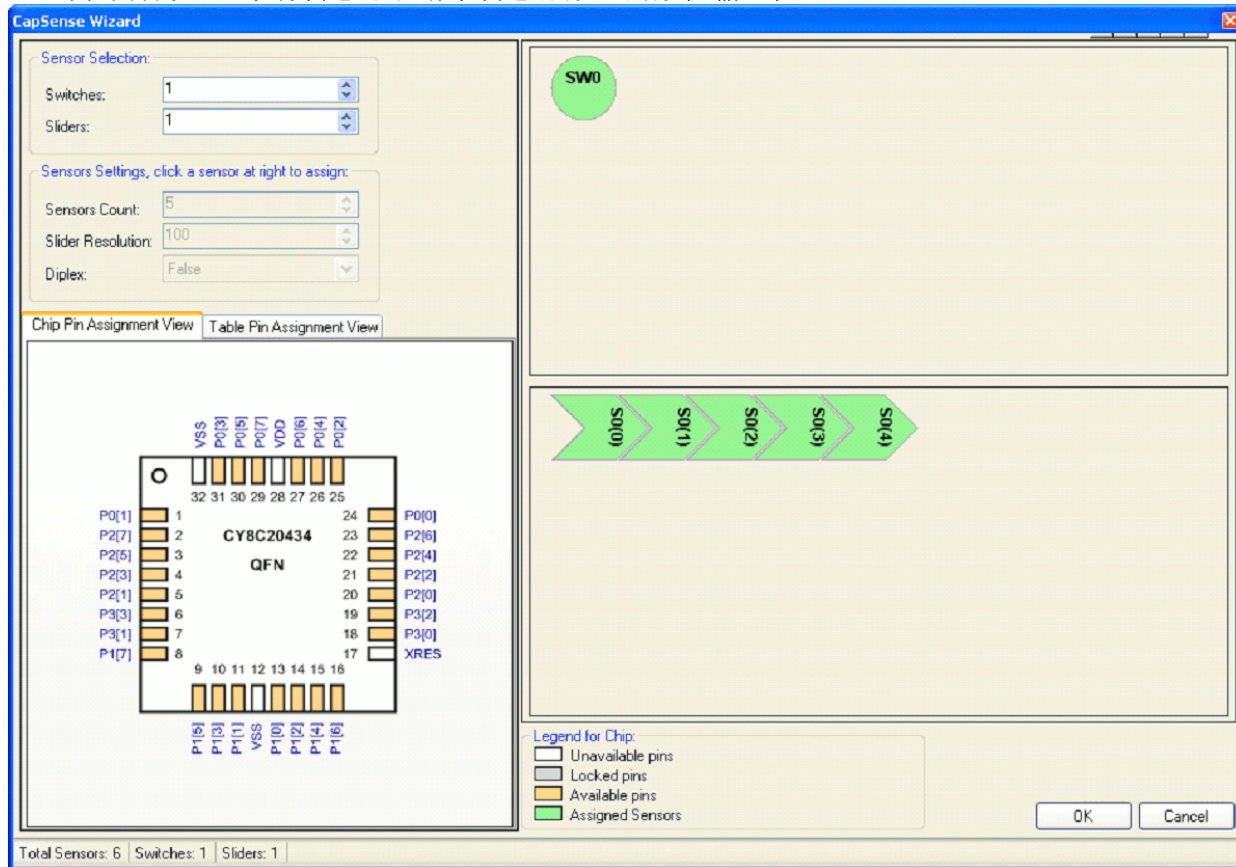 CapSense Wizard
Sensor Selection:
Switches: 1
Sliders: 1
Sensors Settings, click a sensor at right to assign:
Sensors Count: 5
Slider Resolution: 100
Diplex: False
Chip Pin Assignment View
Table Pin Assignment View
VSS P0[3] P0[5] P0[7] VDD P0[6] P0[4] P0[2]
32 31 30 29 28 27 26 25
P0[1] 1 24 P0[0]
P2[7] 2 CY8C20434 23 P2[6]
P2[5] 3 22 P2[4]
QFN
P2[3] 4 21 P2[2]
P2[1] 5 20 P2[0]
P3[3] 6 19 P3[2]
P3[1] 7 18 P3[0]
P1[7] 8 17 XRES
9 10 11 12 13 14 15 16
P1[5] P1[3] P1[1] VSS P1[0] P1[2] P1[4] P1[6]
SW0
S0(0) S0(1) S0(2) S0(3) S0(4)
Legend for Chip:
Unavailable pins
Locked pins
Available pins
Assigned Sensors
OK Cancel
Total Sensors: 6 Switches: 1 Sliders: 1